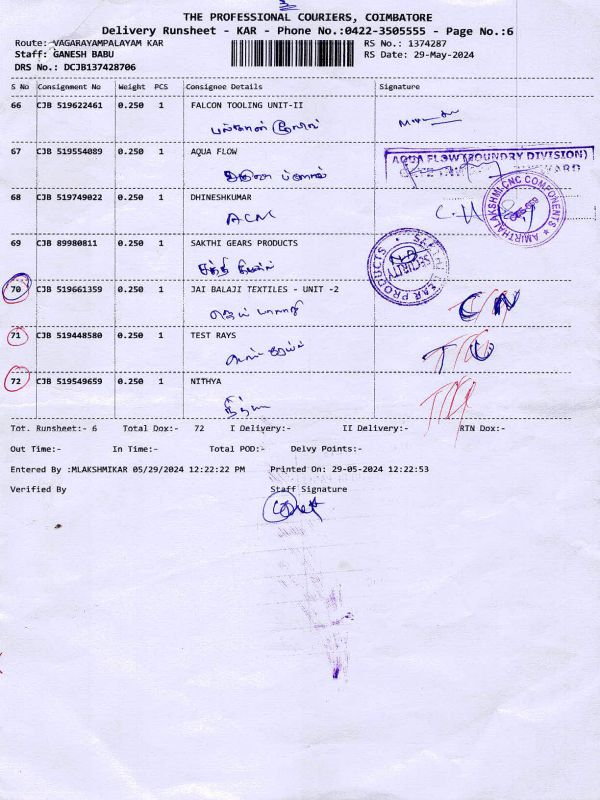 THE PROFESSIONAL COURIERS, COIMBATORE
Delivery Runsheet - KAR - Phone No.:0422-3505555 - Page No.:6
Route: VAGARAYAMPALAYAM KAR RS No.: 1374287
Staff: GANESH BABU RS Date: 29-May-2024
DRS No.: DCJB137428706
S No Consignment No Weight PCS Consignee Details Signature
66 CJB 519622461 0.250 1 FALCON TOOLING UNIT-II
67 CJB 519554089 0.250 1 AQUA FLOW
AQUA FLOW (FOUNDRY DIVISION)
68 CJB 519749022 0.250 1 DHINESHKUMAR
ACM
AMIRTHALAKSHMI CNC COMPONENTS
69 CJB 89980811 0.250 1 SAKTHI GEARS PRODUCTS
SECURITY
70 CJB 519661359 0.250 1 JAI BALAJI TEXTILES - UNIT -2
CN
71 CJB 519448580 0.250 1 TEST RAYS
72 CJB 519549659 0.250 1 NITHYA
நித்யா
Tot. Runsheet:- 6 Total Dox:- 72 I Delivery:- II Delivery:- RTN Dox:-
Out Time:- In Time:- Total POD:- Delvy Points:-
Entered By :MLAKSHMIKAR 05/29/2024 12:22:22 PM Printed On: 29-05-2024 12:22:53
Verified By Staff Signature